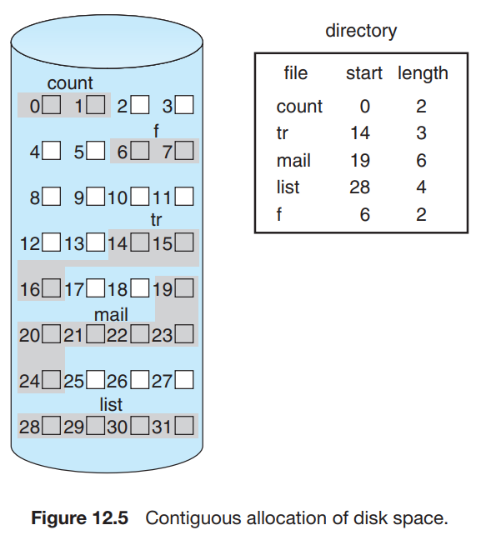 directory
file start length
count 0 2
tr 14 3
mail 19 6
list 28 4
f 6 2
count
0 1 2 3
f
4 5 6 7
8 9 10 11
tr
12 13 14 15
16 17 18 19
mail
20 21 22 23
24 25 26 27
list
28 29 30 31
Figure 12.5 Contiguous allocation of disk space.